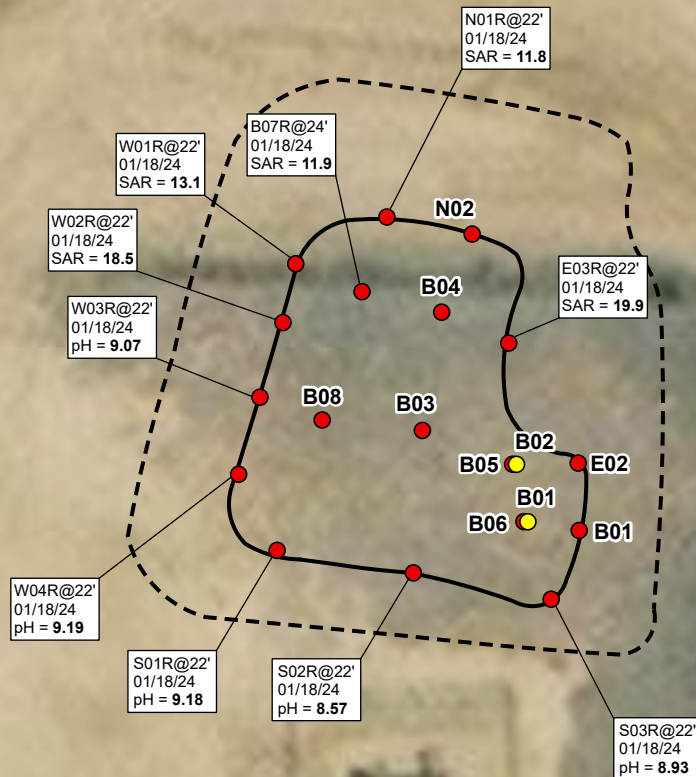 N01R@22'
01/18/24
SAR = 11.8
B07R@24'
01/18/24
SAR = 11.9
W01R@22'
01/18/24
SAR = 13.1
N02
W02R@22'
01/18/24
SAR = 18.5
E03R@22'
01/18/24
SAR = 19.9
B04
W03R@22'
01/18/24
pH = 9.07
B08
B03
B02
B05
E02
B01
B06
B01
W04R@22'
01/18/24
pH = 9.19
S01R@22'
01/18/24
pH = 9.18
S02R@22'
01/18/24
pH = 8.57
S03R@22'
01/18/24
pH = 8.93